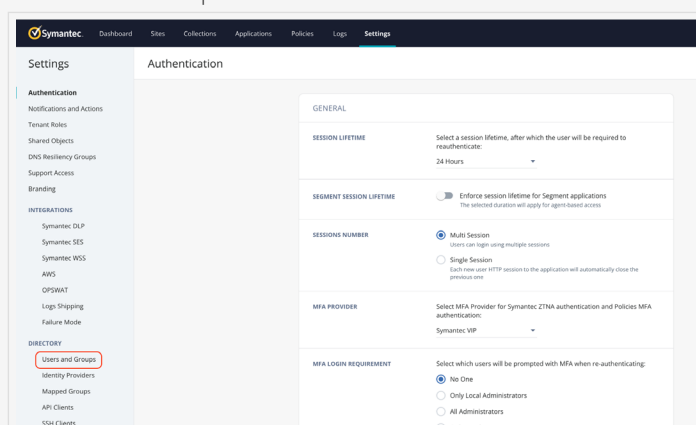 Symantec.
Dashboard
Sites
Collections
Applications
Policies
Logs
Settings
Settings
Authentication
Authentication
Notifications and Actions
Tenant Roles
Shared Objects
DNS Resiliency Groups
Support Access
Branding
INTEGRATIONS
Symantec DLP
Symantec SES
Symantec WSS
AWS
OPSWAT
Logs Shipping
Failure Mode
DIRECTORY
Users and Groups
Identity Providers
Mapped Groups
API Clients
SSH Clients
GENERAL
SESSION LIFETIME
Select a session lifetime, after which the user will be required to
reauthenticate:
24 Hours
SEGMENT SESSION LIFETIME
Enforce session lifetime for Segment applications
The selected duration will apply for agent-based access
SESSIONS NUMBER
Multi Session
Users can login using multiple sessions
Single Session
Each new user HTTP session to the application will automatically close the
previous one
MFA PROVIDER
Select MFA Provider for Symantec ZTNA authentication and Policies MFA
authentication:
Symantec VIP
MFA LOGIN REQUIREMENT
Select which users will be prompted with MFA when re-authenticating:
No One
Only Local Administrators
All Administrators